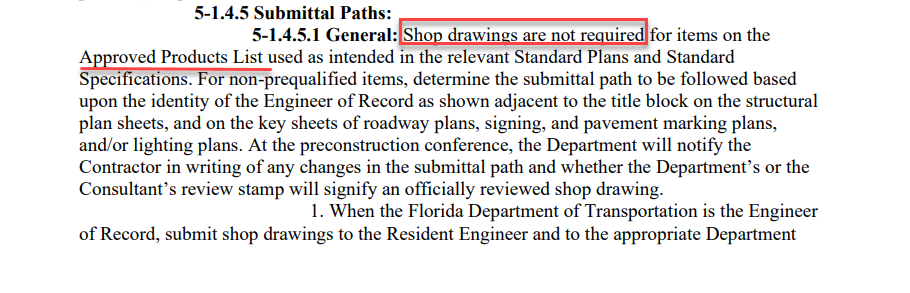 5-1.4.5 Submittal Paths:
5-1.4.5.1 General: Shop drawings are not required for items on the
Approved Products List used as intended in the relevant Standard Plans and Standard
Specifications. For non-prequalified items, determine the submittal path to be followed based
upon the identity of the Engineer of Record as shown adjacent to the title block on the structural
plan sheets, and on the key sheets of roadway plans, signing, and pavement marking plans,
and/or lighting plans. At the preconstruction conference, the Department will notify the
Contractor in writing of any changes in the submittal path and whether the Department’s or the
Consultant’s review stamp will signify an officially reviewed shop drawing.
1. When the Florida Department of Transportation is the Engineer
of Record, submit shop drawings to the Resident Engineer and to the appropriate Department